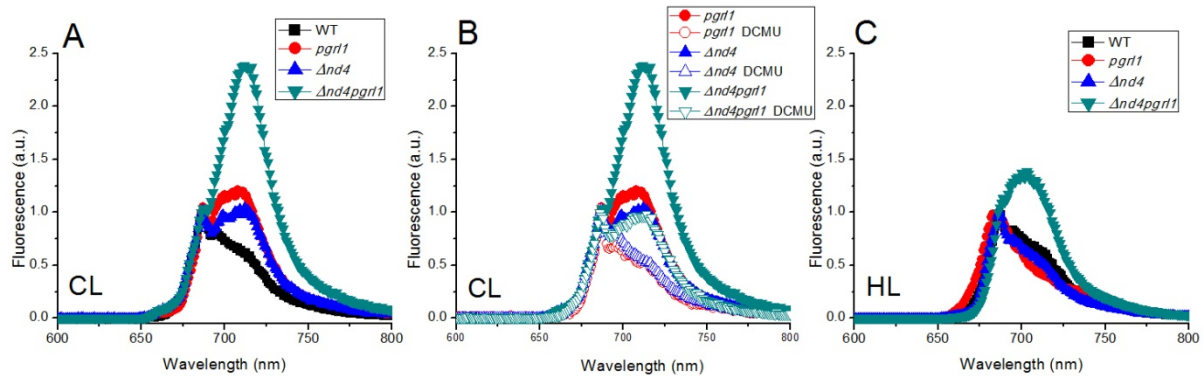 A
WT
pgrl1
Δnd4
Δnd4pgrl1
2.5
2.0
1.5
1.0
0.5
0.0
Fluorescence (a.u.)
CL
600 650 700 750 800
Wavelength (nm)
B
pgrl1
pgrl1 DCMU
Δnd4
Δnd4 DCMU
Δnd4pgrl1
Δnd4pgrl1 DCMU
2.5
2.0
1.5
1.0
0.5
0.0
Fluorescence (a.u.)
CL
600 650 700 750 800
Wavelength (nm)
C
WT
pgrl1
Δnd4
Δnd4pgrl1
2.5
2.0
1.5
1.0
0.5
0.0
Fluorescence (a.u.)
HL
600 650 700 750 800
Wavelength (nm)